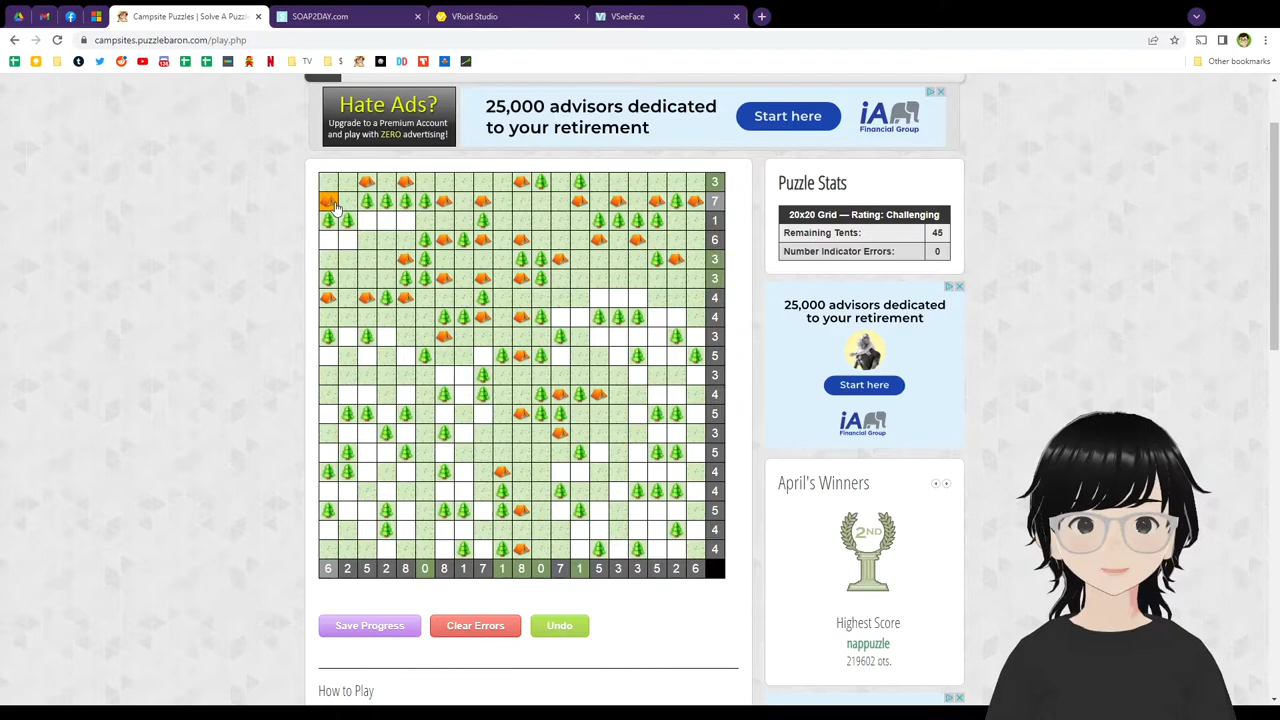 Campsite Puzzles | Solve A Puzzl
SOAP2DAY.com
VRoid Studio
VSeeFace
campsites.puzzlebaron.com/play.php
TV
$
DD
Other bookmarks
Hate Ads?
Upgrade to a Premium Account
and play with ZERO advertising!
25,000 advisors dedicated
to your retirement
Start here
iA
Financial Group
3
7
1
6
3
3
4
4
3
5
3
4
5
3
5
4
4
5
4
4
6 2 5 2 8 0 8 1 7 1 8 0 7 1 5 3 3 5 2 6
Save Progress
Clear Errors
Undo
How to Play
Puzzle Stats
20x20 Grid — Rating: Challenging
Remaining Tents: 45
Number Indicator Errors: 0
25,000 advisors dedicated
to your retirement
Start here
iA
Financial Group
April's Winners
2ND
Highest Score
nappuzzle
219602 pts.